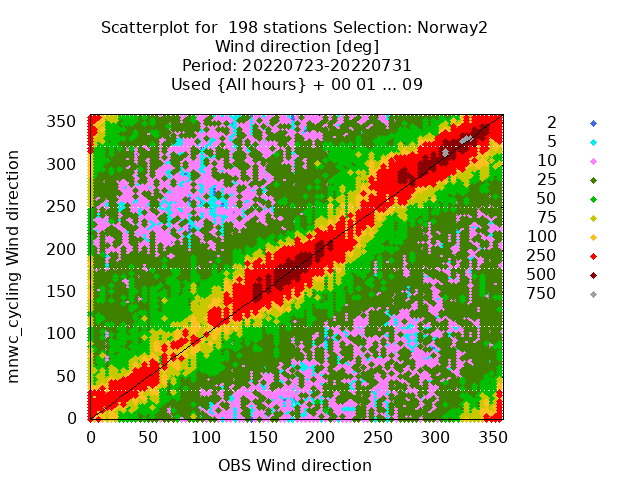 Scatterplot for  198 stations Selection: Norway2
Wind direction [deg]
Period: 20220723-20220731
Used {All hours} + 00 01 ... 09
mnwc_cycling Wind direction
350
300
250
200
150
100
50
0
0 50 100 150 200 250 300 350
OBS Wind direction
2
5
10
25
50
75
100
250
500
750